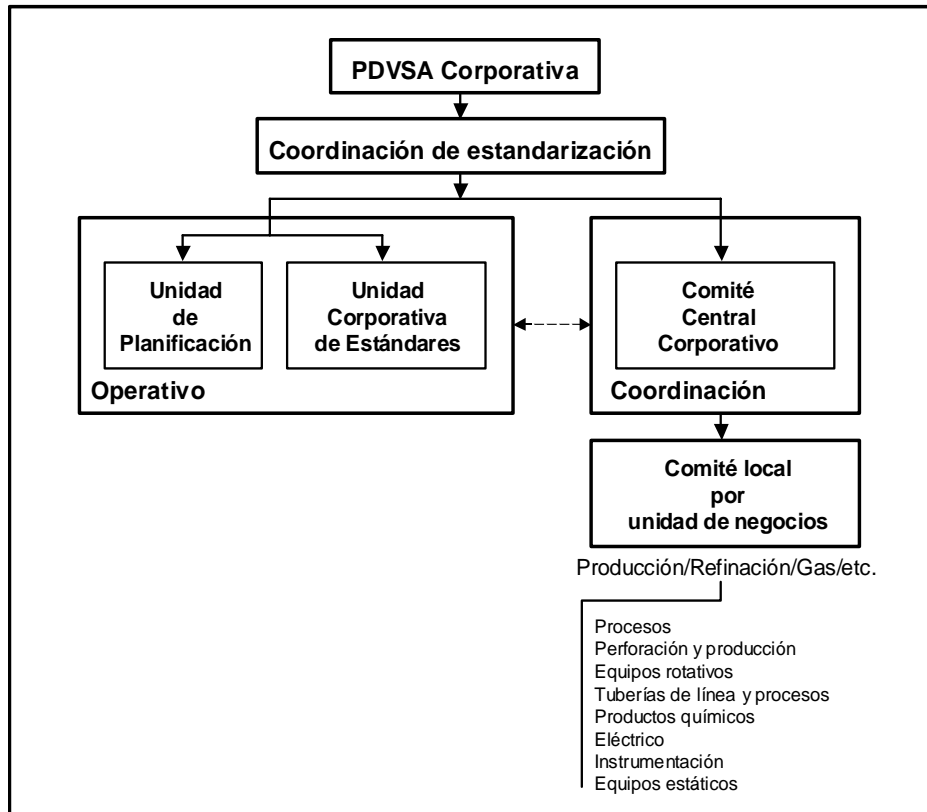 PDVSA Corporativa
Coordinación de estandarización
Unidad
de
Planificación
Unidad
Corporativa
de Estándares
Operativo
Comité
Central
Corporativo
Coordinación
Comité local
por
unidad de negocios
Producción/Refinación/Gas/etc.
Procesos
Perforación y producción
Equipos rotativos
Tuberías de línea y procesos
Productos químicos
Eléctrico
Instrumentación
Equipos estáticos